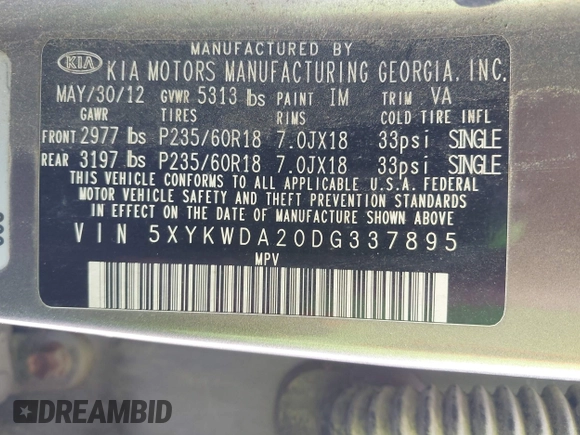 MANUFACTURED BY
KIA KIA MOTORS MANUFACTURING GEORGIA, INC.
MAY/30/12 GVWR 5313 lbs PAINT IM TRIM VA
GAWR TIRES RIMS COLD TIRE INFL
FRONT 2977 lbs P235/60R18 7.0JX18 33psi SINGLE
REAR 3197 lbs P235/60R18 7.0JX18 33psi SINGLE
THIS VEHICLE CONFORMS TO ALL APPLICABLE U.S.A. FEDERAL
MOTOR VEHICLE SAFETY AND THEFT PREVENTION STANDARDS
IN EFFECT ON THE DATE OF MANUFACTURE SHOWN ABOVE.
VIN 5XYKWDA20DG337895
MPV
DREAMBID